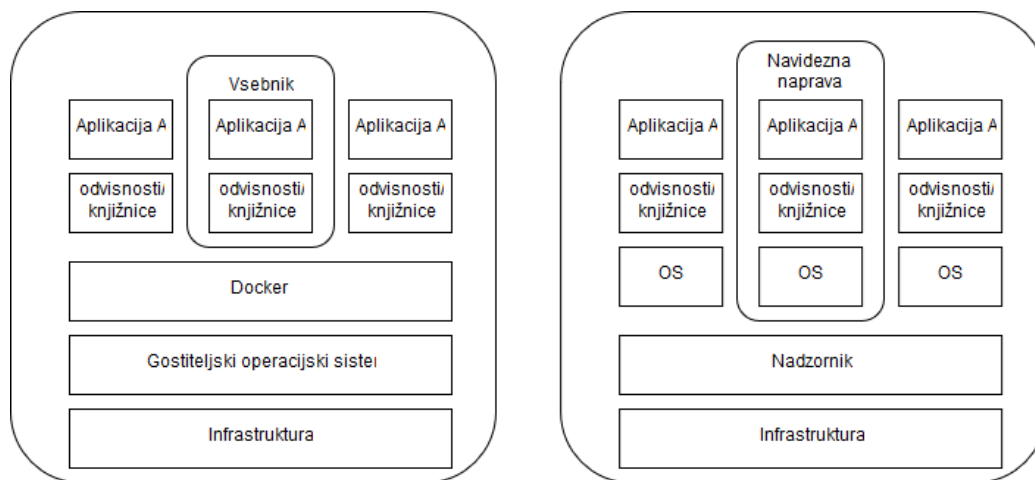 Vsebnik
Aplikacija A
Aplikacija A
Aplikacija A
odvisnosti/
knjižnice
odvisnosti/
knjižnice
odvisnosti/
knjižnice
Docker
Gostiteljski operacijski sister
Infrastruktura
Navidezna
naprava
Aplikacija A
Aplikacija A
Aplikacija A
odvisnosti/
knjižnice
odvisnosti/
knjižnice
odvisnosti/
knjižnice
OS
OS
OS
Nadzornik
Infrastruktura